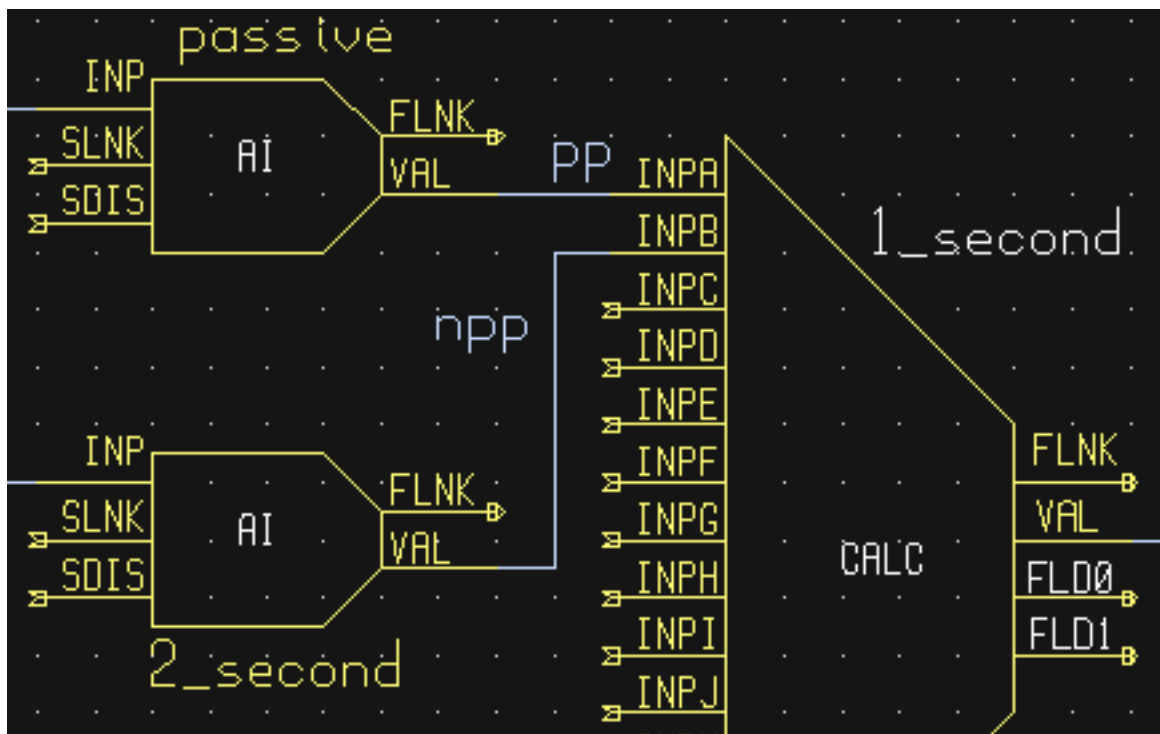 passive
INP
SLNK
SDIS
AI
FLNK
VAL
PP
npp
INP
SLNK
SDIS
AI
FLNK
VAL
2_second
INPA
INPB
INPC
INPD
INPE
INPF
INPG
INPH
INPI
INPJ
1_second
CALC
FLNK
VAL
FLD0
FLD1